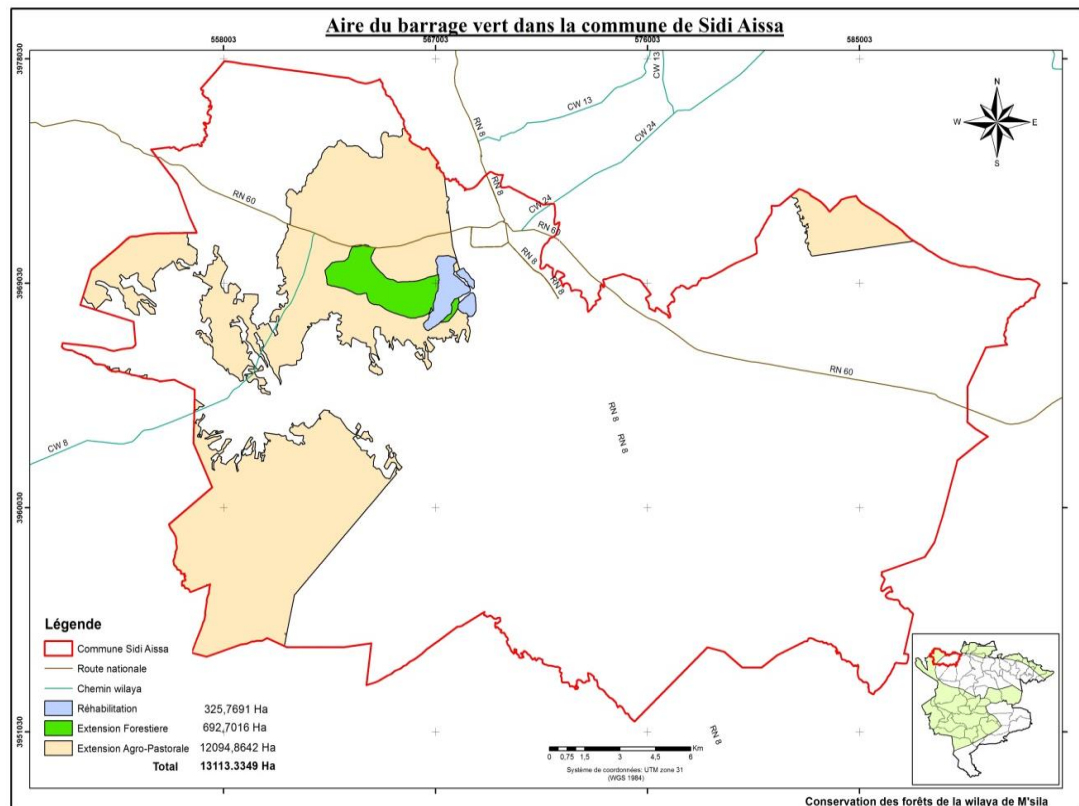 Aire du barrage vert dans la commune de Sidi Aissa
558003
567003
576003
585003
3978030
3969030
3960030
3951030
N
W
E
S
CW 13
CW 13
RN 8
CW 24
RN 8
CW 24
RN 60
RN 60
RN 8
RN 8
RN 60
RN 8
RN 8
CW 8
RN 8
Légende
Commune Sidi Aissa
Route nationale
Chemin wilaya
Réhabilitation 325,7691 Ha
Extension Forestiere 692,7016 Ha
Extension Agro-Pastorale 12094,8642 Ha
Total 13113.3349 Ha
0 0,75 1,5 3 4,5 6 Km
Système de coordonnées: UTM zone 31
(WGS 1984)
Conservation des forêts de la wilaya de M'sila